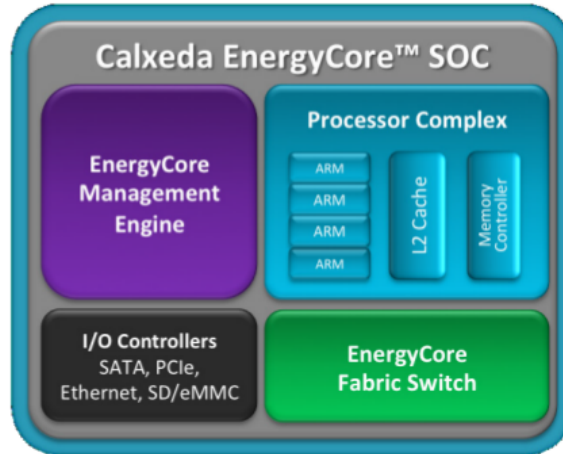 Calxeda EnergyCore™ SOC
EnergyCore
Management
Engine
Processor Complex
ARM
ARM
ARM
ARM
L2 Cache
Memory
Controller
I/O Controllers
SATA, PCIe,
Ethernet, SD/eMMC
EnergyCore
Fabric Switch